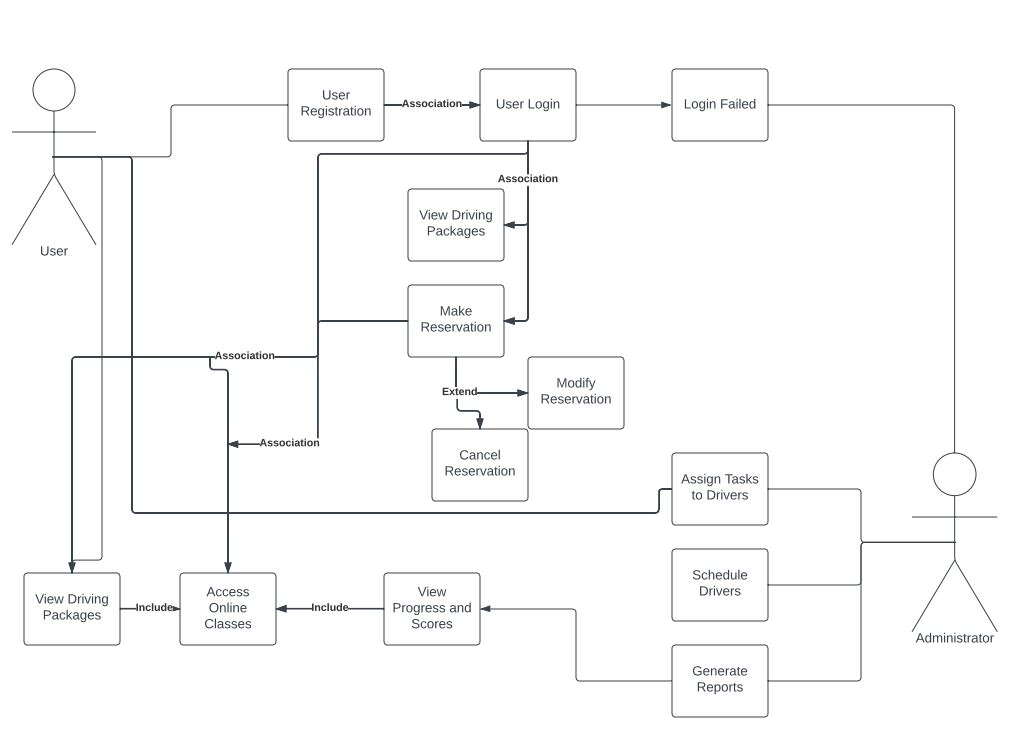 User
Registration
Association
User Login
Login Failed
Association
View Driving
Packages
User
Make
Reservation
Association
Extend
Modify
Reservation
Association
Cancel
Reservation
Assign Tasks
to Drivers
Schedule
Drivers
View Driving
Packages
Include
Access
Online
Classes
Include
View
Progress and
Scores
Administrator
Generate
Reports